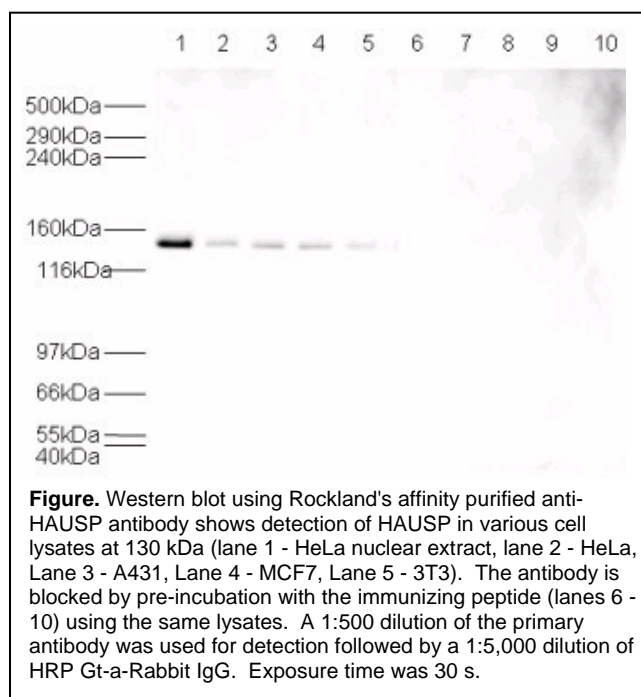 1 2 3 4 5 6 7 8 9 10
500kDa
290kDa
240kDa
160kDa
116kDa
97kDa
66kDa
55kDa
40kDa
Figure. Western blot using Rockland's affinity purified anti-
HAUSP antibody shows detection of HAUSP in various cell
lysates at 130 kDa (lane 1 - HeLa nuclear extract, lane 2 - HeLa,
Lane 3 - A431, Lane 4 - MCF7, Lane 5 - 3T3). The antibody is
blocked by pre-incubation with the immunizing peptide (lanes 6 -
10) using the same lysates. A 1:500 dilution of the primary
antibody was used for detection followed by a 1:5,000 dilution of
HRP Gt-a-Rabbit IgG. Exposure time was 30 s.